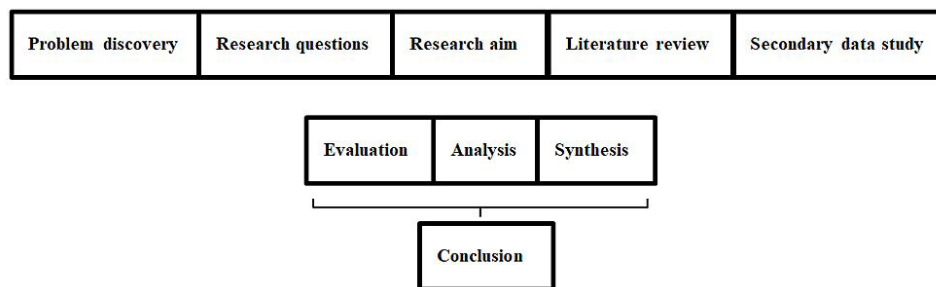 Problem discovery Research questions Research aim Literature review Secondary data study
Evaluation Analysis Synthesis
Conclusion